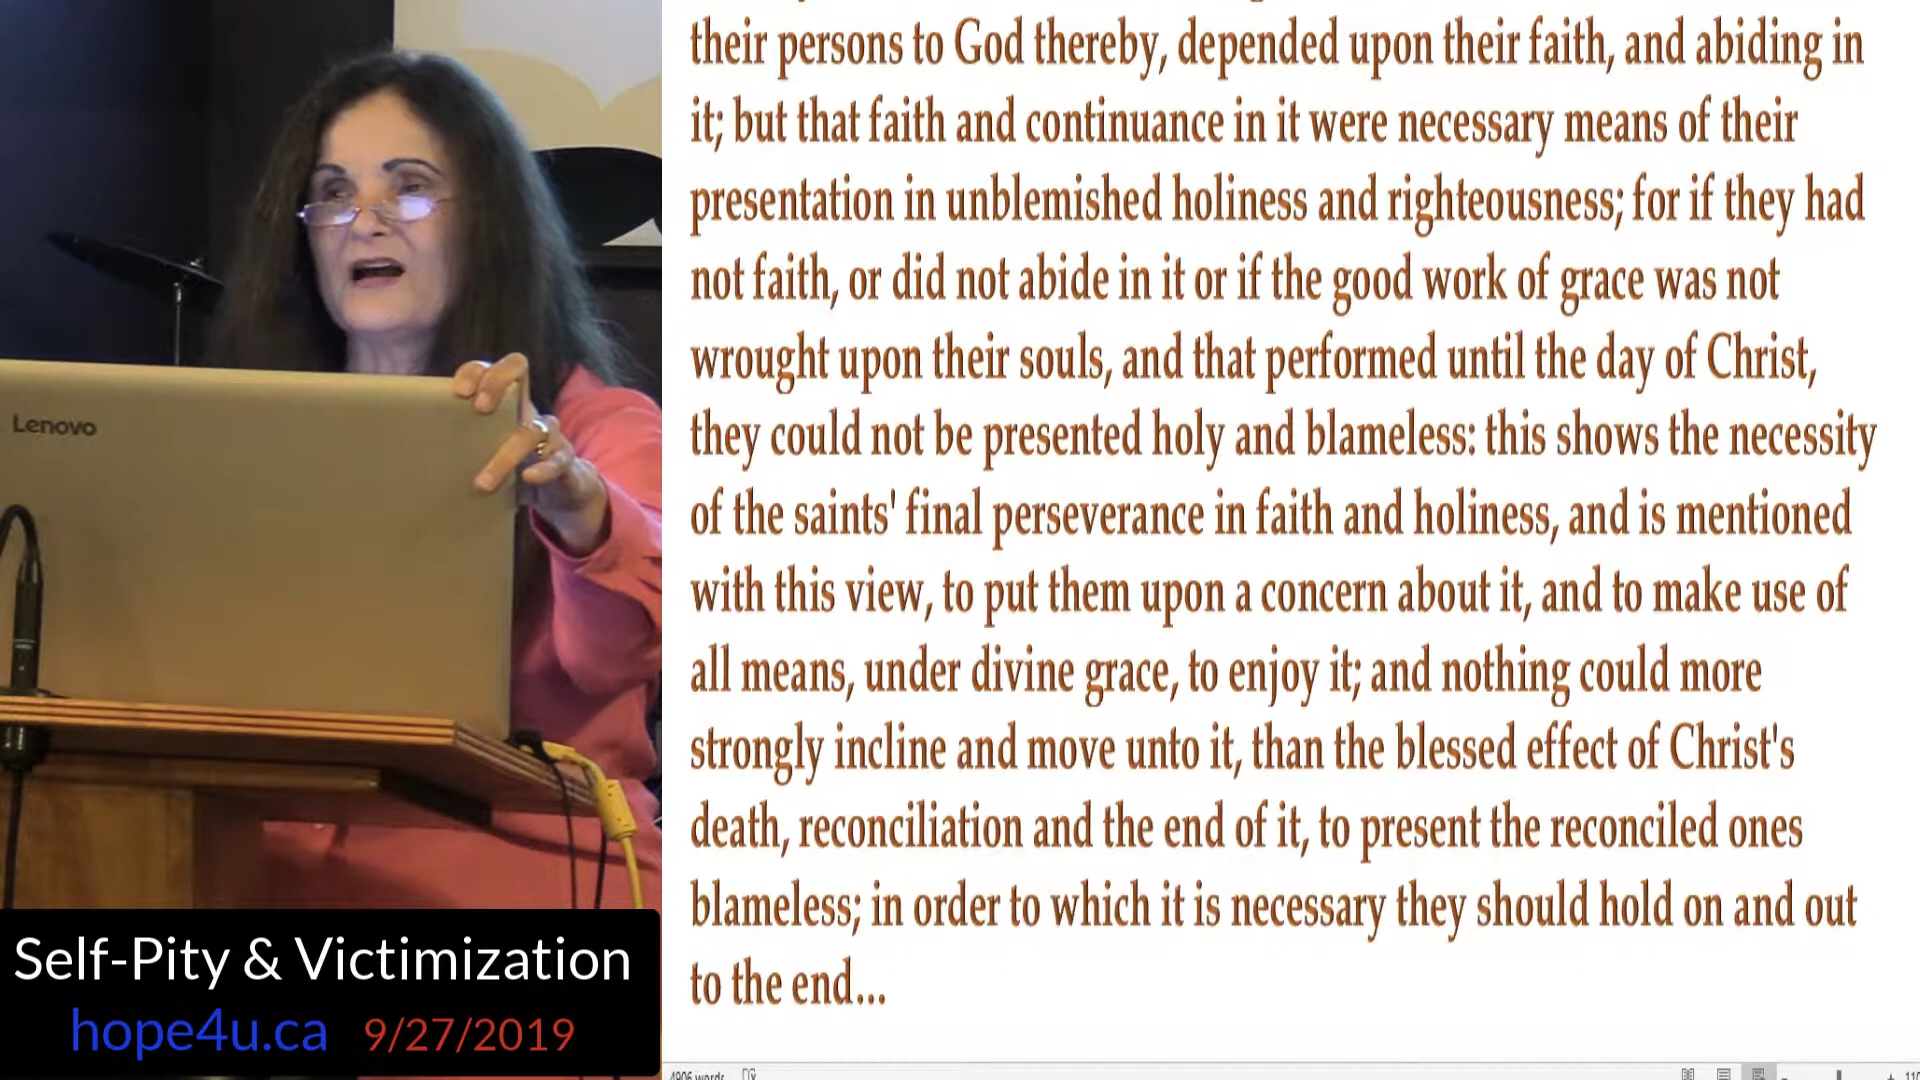 their persons to God thereby, depended upon their faith, and abiding in
it; but that faith and continuance in it were necessary means of their
presentation in unblemished holiness and righteousness; for if they had
not faith, or did not abide in it or if the good work of grace was not
wrought upon their souls, and that performed until the day of Christ,
they could not be presented holy and blameless: this shows the necessity
of the saints' final perseverance in faith and holiness, and is mentioned
with this view, to put them upon a concern about it, and to make use of
all means, under divine grace, to enjoy it; and nothing could more
strongly incline and move unto it, than the blessed effect of Christ's
death, reconciliation and the end of it, to present the reconciled ones
blameless; in order to which it is necessary they should hold on and out
to the end...
Lenovo
Self-Pity & Victimization
hope4u.ca 9/27/2019